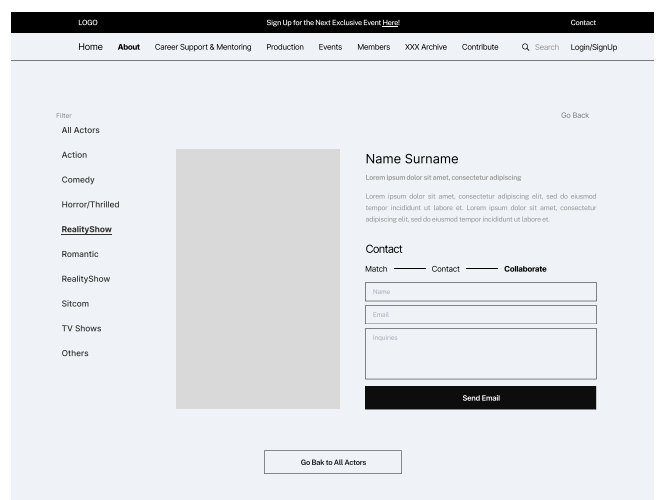 LOGO
Sign Up for the Next Exclusive Event Here!
Contact
Home About Career Support & Mentoring Production Events Members XXX Archive Contribute Search Login/SignUp
Filter
Go Back
All Actors
Action
Comedy
Horror/Thrilled
RealityShow
Romantic
RealityShow
Sitcom
TV Shows
Others
Name Surname
Lorem ipsum dolor sit amet, consectetur adipiscing
Lorem ipsum dolor sit amet, consectetur adipiscing elit, sed do eiusmod
tempor incididunt ut labore et. Lorem ipsum dolor sit amet, consectetur
adipiscing elit, sed do eiusmod tempor incididunt ut labore et.
Contact
Match Contact Collaborate
Name
Email
Inquiries
Send Email
Go Bak to All Actors